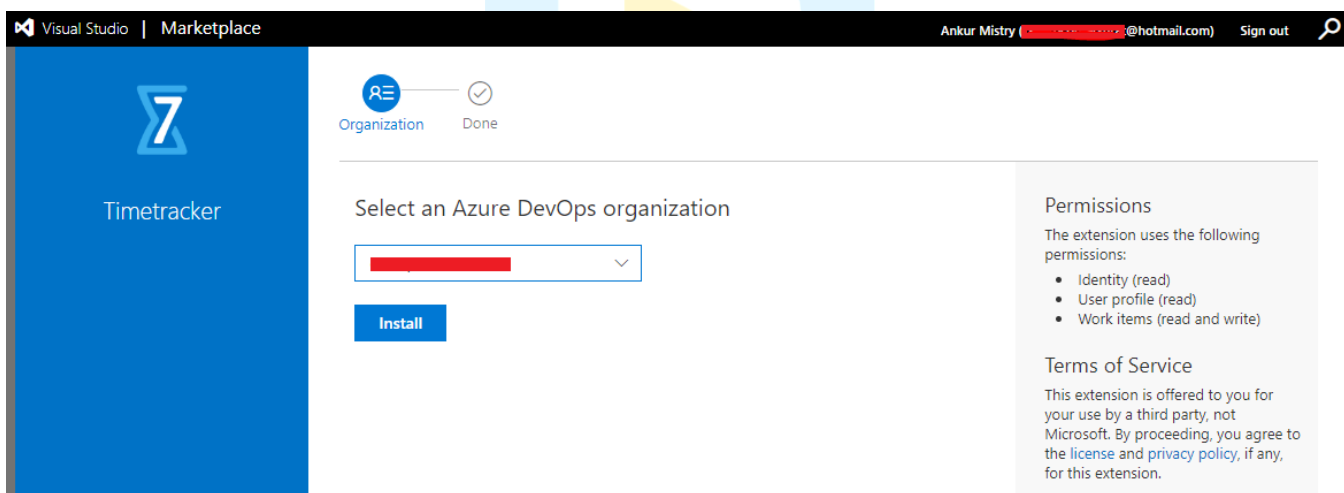 Visual Studio | Marketplace
Ankur Mistry (@hotmail.com) Sign out
7
Organization Done
Timetracker
Select an Azure DevOps organization
Install
Permissions
The extension uses the following
permissions:
• Identity (read)
• User profile (read)
• Work items (read and write)
Terms of Service
This extension is offered to you for
your use by a third party, not
Microsoft. By proceeding, you agree to
the license and privacy policy, if any,
for this extension.